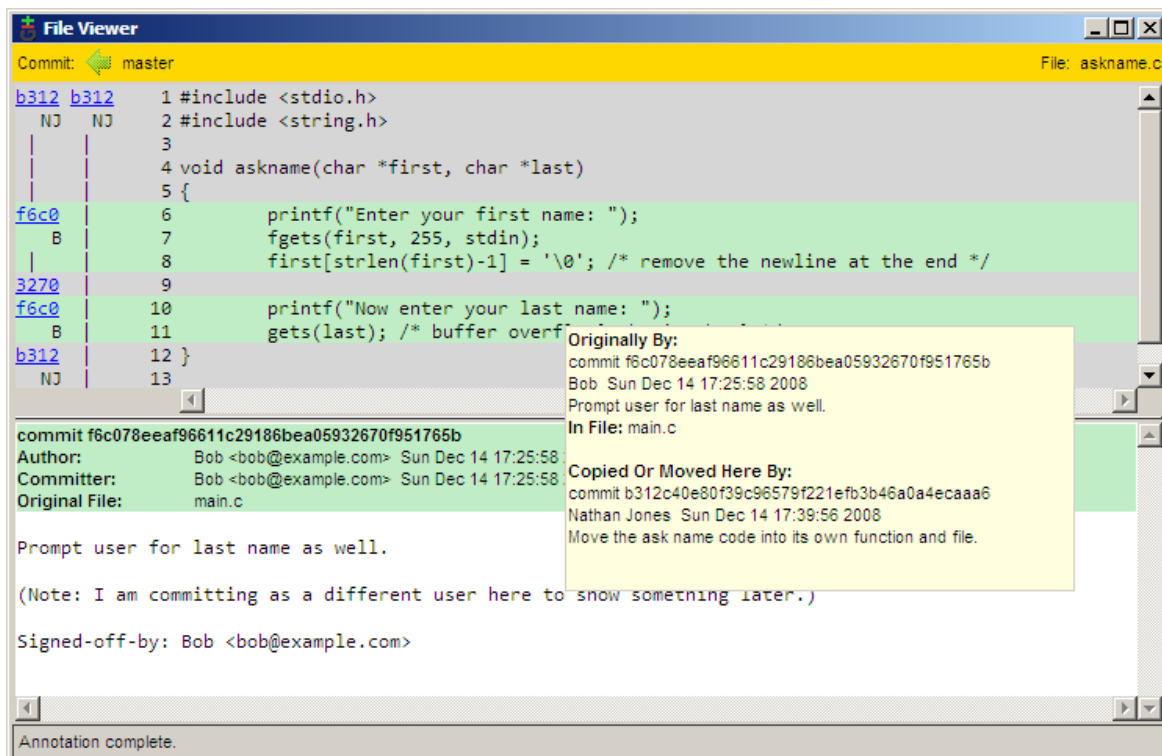 File Viewer
Commit: master File: askname.c
b312 b312 1 #include <stdio.h>
NJ NJ 2 #include <string.h>
| | 3
| | 4 void askname(char *first, char *last)
| | 5 {
f6c0 | 6 printf("Enter your first name: ");
B | 7 fgets(first, 255, stdin);
| | 8 first[strlen(first)-1] = '\0'; /* remove the newline at the end */
3270 | 9
f6c0 | 10 printf("Now enter your last name: ");
B | 11 gets(last); /* buffer overfl
b312 | 12 }
NJ | 13
Originally By:
commit f6c078eeaf96611c29186bea05932670f951765b
Bob Sun Dec 14 17:25:58 2008
Prompt user for last name as well.
In File: main.c
Copied Or Moved Here By:
commit b312c40e80f39c96579f221efb3b46a0a4ecaaa6
Nathan Jones Sun Dec 14 17:39:56 2008
Move the ask name code into its own function and file.
commit f6c078eeaf96611c29186bea05932670f951765b
Author: Bob <bob@example.com> Sun Dec 14 17:25:58
Committer: Bob <bob@example.com> Sun Dec 14 17:25:58
Original File: main.c
Prompt user for last name as well.
(Note: I am committing as a different user here to show something later.)
Signed-off-by: Bob <bob@example.com>
Annotation complete.